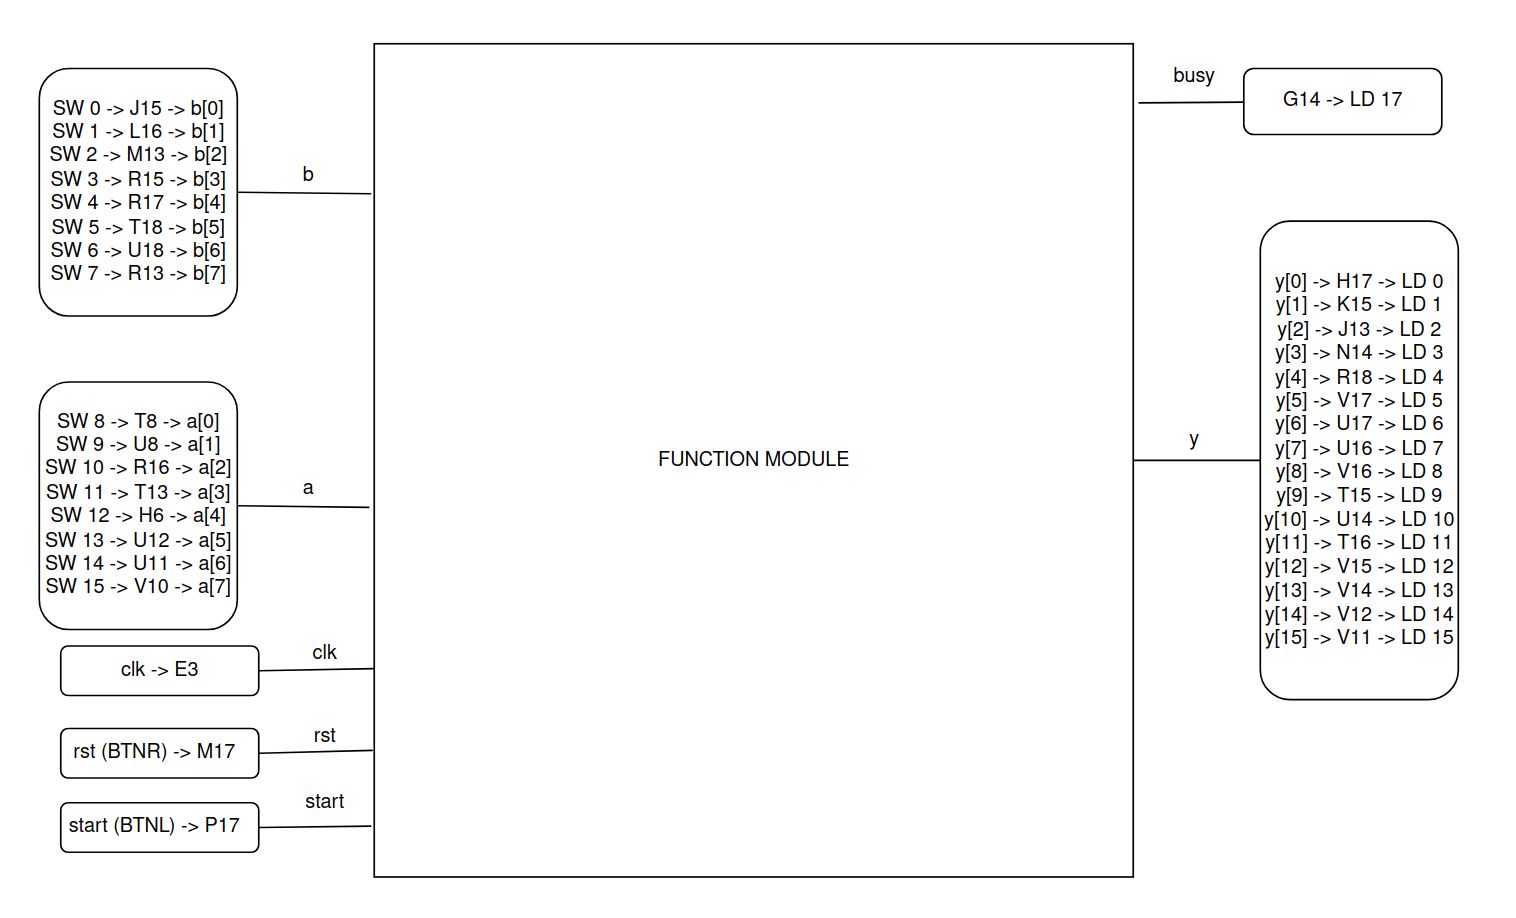 SW 0 -> J15 -> b[0]
SW 1 -> L16 -> b[1]
SW 2 -> M13 -> b[2]
SW 3 -> R15 -> b[3]
SW 4 -> R17 -> b[4]
SW 5 -> T18 -> b[5]
SW 6 -> U18 -> b[6]
SW 7 -> R13 -> b[7]
b
SW 8 -> T8 -> a[0]
SW 9 -> U8 -> a[1]
SW 10 -> R16 -> a[2]
SW 11 -> T13 -> a[3]
SW 12 -> H6 -> a[4]
SW 13 -> U12 -> a[5]
SW 14 -> U11 -> a[6]
SW 15 -> V10 -> a[7]
a
clk -> E3
clk
rst (BTNR) -> M17
rst
start (BTNL) -> P17
start
FUNCTION MODULE
busy
G14 -> LD 17
y
y[0] -> H17 -> LD 0
y[1] -> K15 -> LD 1
y[2] -> J13 -> LD 2
y[3] -> N14 -> LD 3
y[4] -> R18 -> LD 4
y[5] -> V17 -> LD 5
y[6] -> U17 -> LD 6
y[7] -> U16 -> LD 7
y[8] -> V16 -> LD 8
y[9] -> T15 -> LD 9
y[10] -> U14 -> LD 10
y[11] -> T16 -> LD 11
y[12] -> V15 -> LD 12
y[13] -> V14 -> LD 13
y[14] -> V12 -> LD 14
y[15] -> V11 -> LD 15